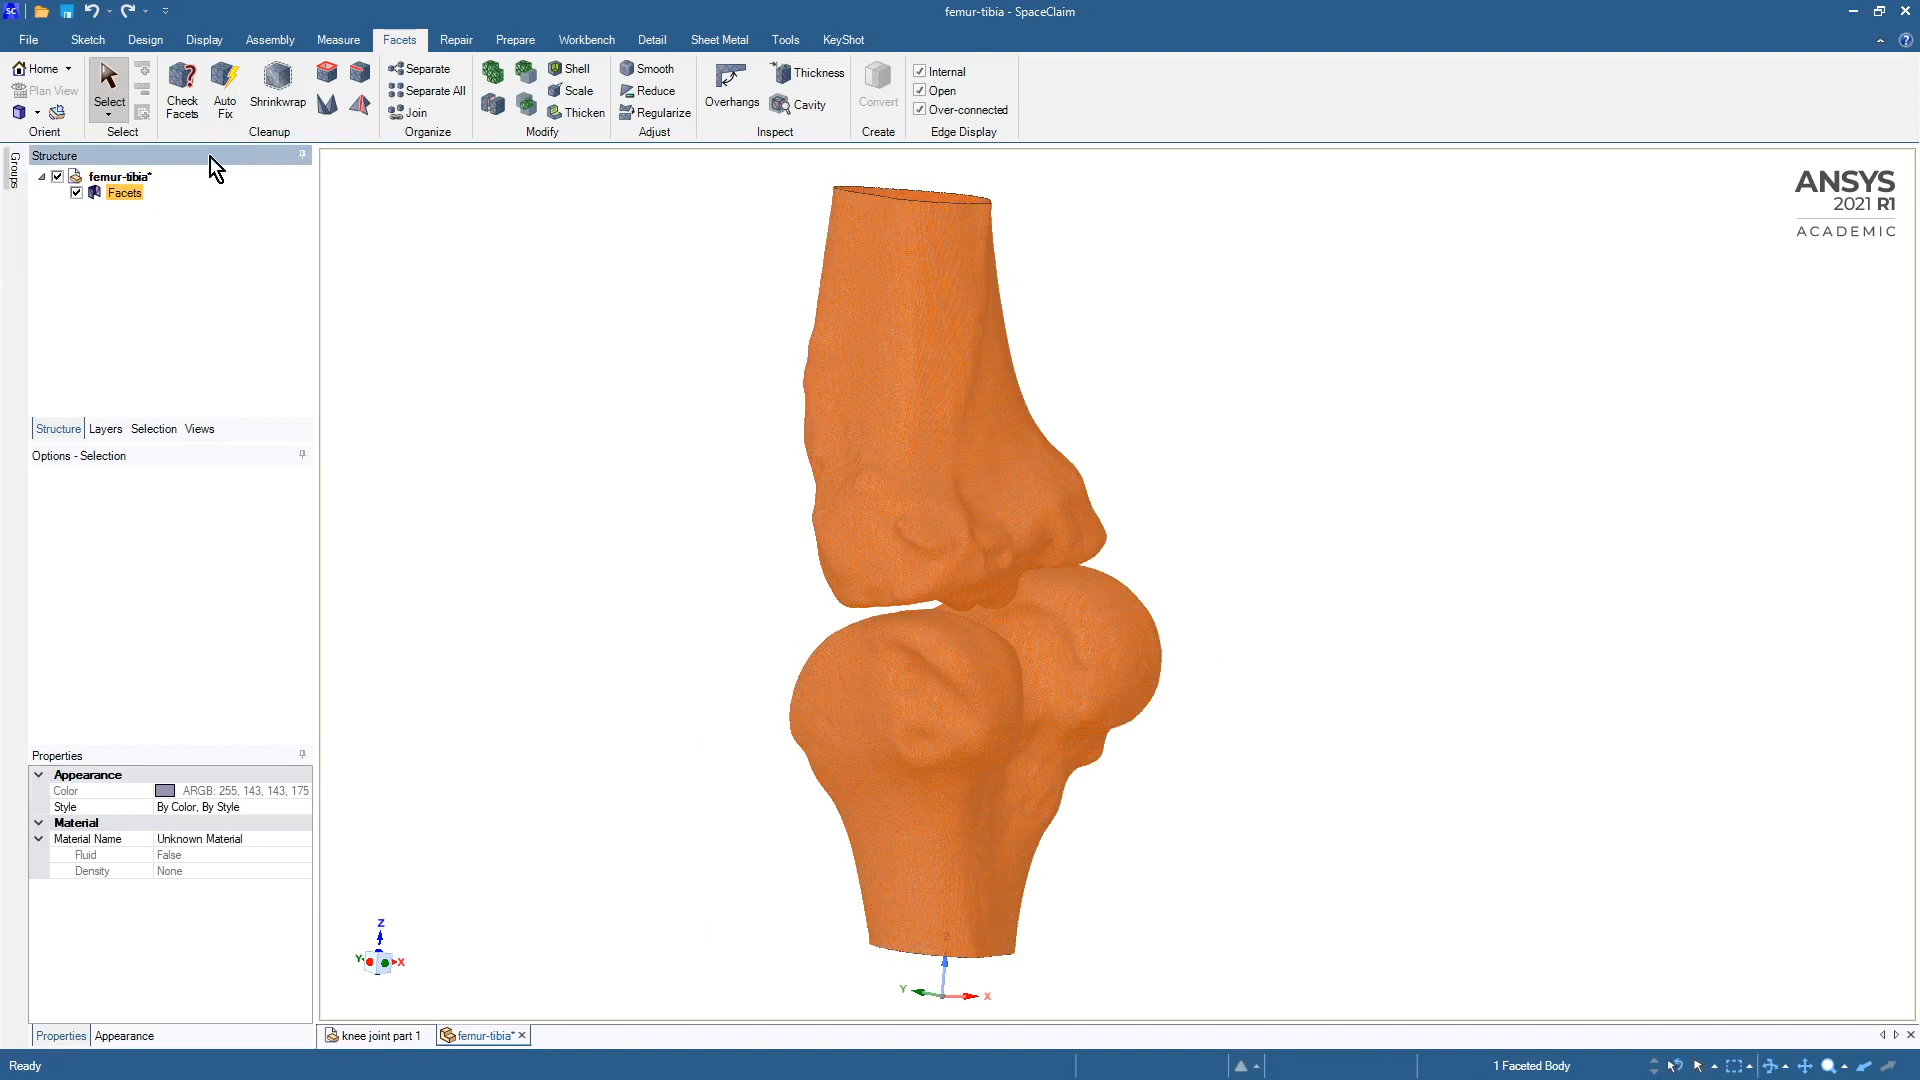 femur-tibia - SpaceClaim
File Sketch Design Display Assembly Measure Facets Repair Prepare Workbench Detail Sheet Metal Tools KeyShot
Home
Plan View
Orient
Select
Select
Check Facets
Auto Fix
Shrinkwrap
Cleanup
Separate
Separate All
Join
Organize
Shell
Scale
Thicken
Modify
Smooth
Reduce
Regularize
Adjust
Overhangs
Thickness
Cavity
Inspect
Convert
Create
Internal
Open
Over-connected
Edge Display
Groups
Structure
femur-tibia*
Facets
Structure Layers Selection Views
Options - Selection
Properties
Appearance
Color ARGB: 255, 143, 143, 175
Style By Color, By Style
Material
Material Name Unknown Material
Fluid False
Density None
Properties Appearance
ANSYS
2021 R1
ACADEMIC
Z
Y X
Z
Y X
knee joint part 1 femur-tibia*
Ready 1 Faceted Body